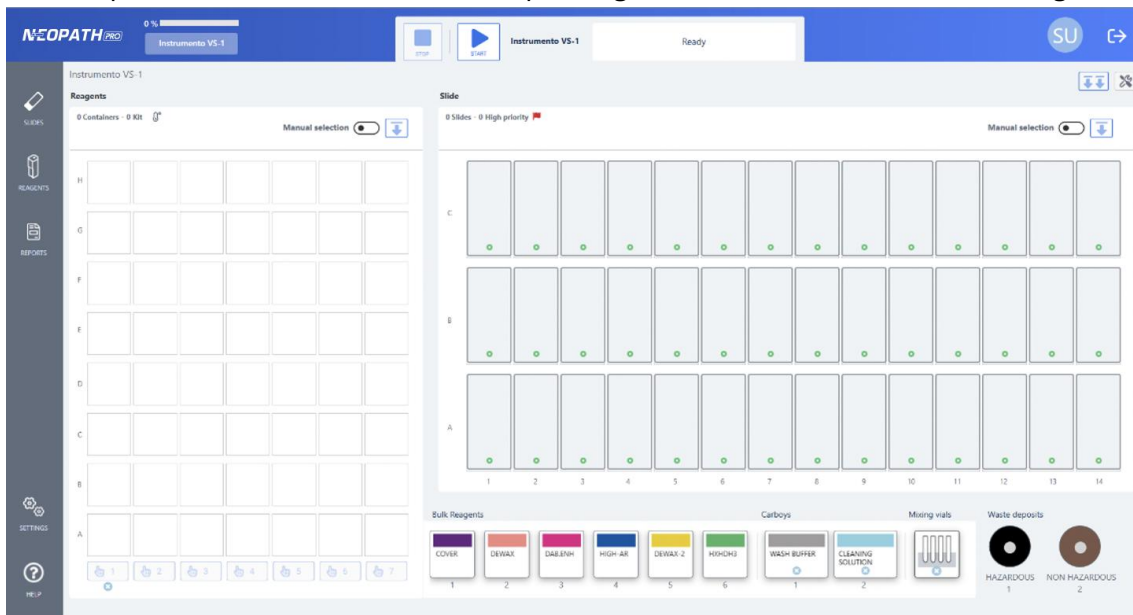 NEOPATH PRO
0 %
Instrumento VS-1
STOP
START
Instrumento VS-1
Ready
SU
SLIDES
REAGENTS
REPORTS
SETTINGS
HELP
Instrumento VS-1
Reagents
0 Containers - 0 Kit
Manual selection
H
G
F
E
D
C
B
A
1 2 3 4 5 6 7
Slide
0 Slides - 0 High priority
Manual selection
C
B
A
1 2 3 4 5 6 7 8 9 10 11 12 13 14
Bulk Reagents
COVER
DEWAX
DAB.ENH
HIGH-AR
DEWAX-2
HXHOH3
1 2 3 4 5 6
Carboys
WASH BUFFER
CLEANING
SOLUTION
1 2
Mixing vials
Waste deposits
HAZARDOUS
1
NON HAZARDOUS
2